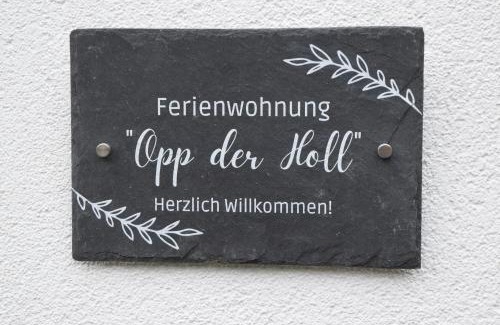 Ferienwohnung
"Opp der Holl"
Herzlich Willkommen!